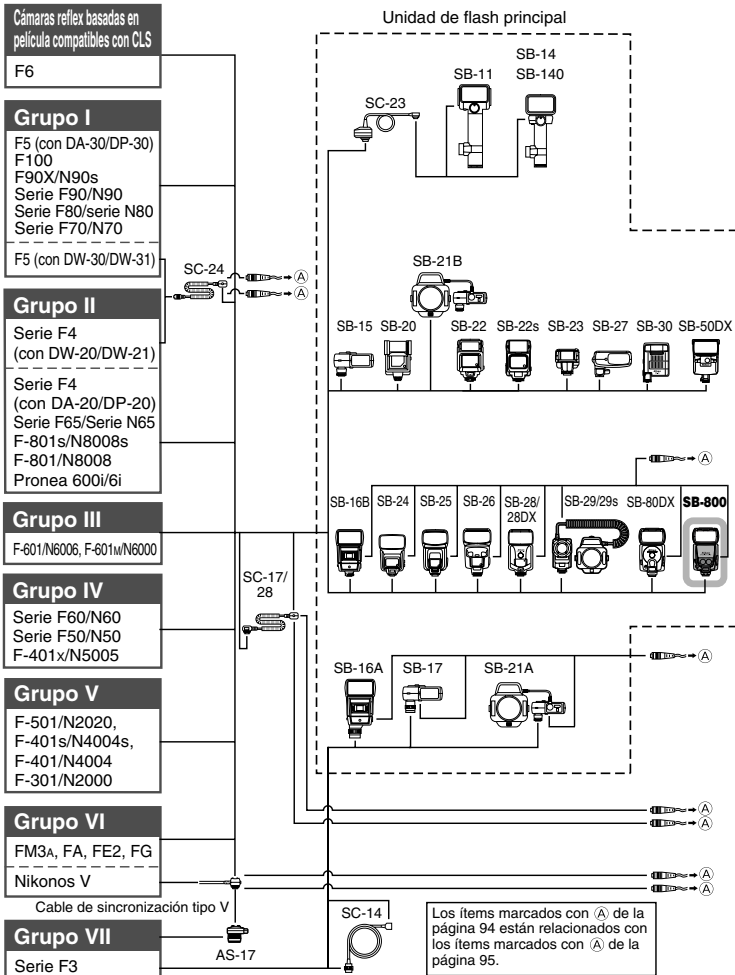 Cámaras reflex basadas en
película compatibles con CLS
F6
Grupo I
F5 (con DA-30/DP-30)
F100
F90X/N90s
Serie F90/N90
Serie F80/serie N80
Serie F70/N70
F5 (con DW-30/DW-31)
Grupo II
Serie F4
(con DW-20/DW-21)
Serie F4
(con DA-20/DP-20)
Serie F65/Serie N65
F-801s/N8008s
F-801/N8008
Pronea 600i/6i
Grupo III
F-601/N6006, F-601M/N6000
Grupo IV
Serie F60/N60
Serie F50/N50
F-401x/N5005
Grupo V
F-501/N2020,
F-401s/N4004s,
F-401/N4004
F-301/N2000
Grupo VI
FM3A, FA, FE2, FG
Nikonos V
Cable de sincronización tipo V
Grupo VII
Serie F3
AS-17
SC-14
SC-24
Ⓐ
Ⓐ
SC-17/
28
Unidad de flash principal
SC-23
SB-11
SB-14
SB-140
SB-21B
SB-15 SB-20 SB-22 SB-22s SB-23 SB-27 SB-30 SB-50DX
Ⓐ
SB-16B SB-24 SB-25 SB-26 SB-28/
28DX
SB-29/29s SB-80DX SB-800
SB-16A SB-17 SB-21A
Ⓐ
Ⓐ
Ⓐ
Ⓐ
Ⓐ
Los ítems marcados con Ⓐ de la
página 94 están relacionados con
los ítems marcados con Ⓐ de la
página 95.